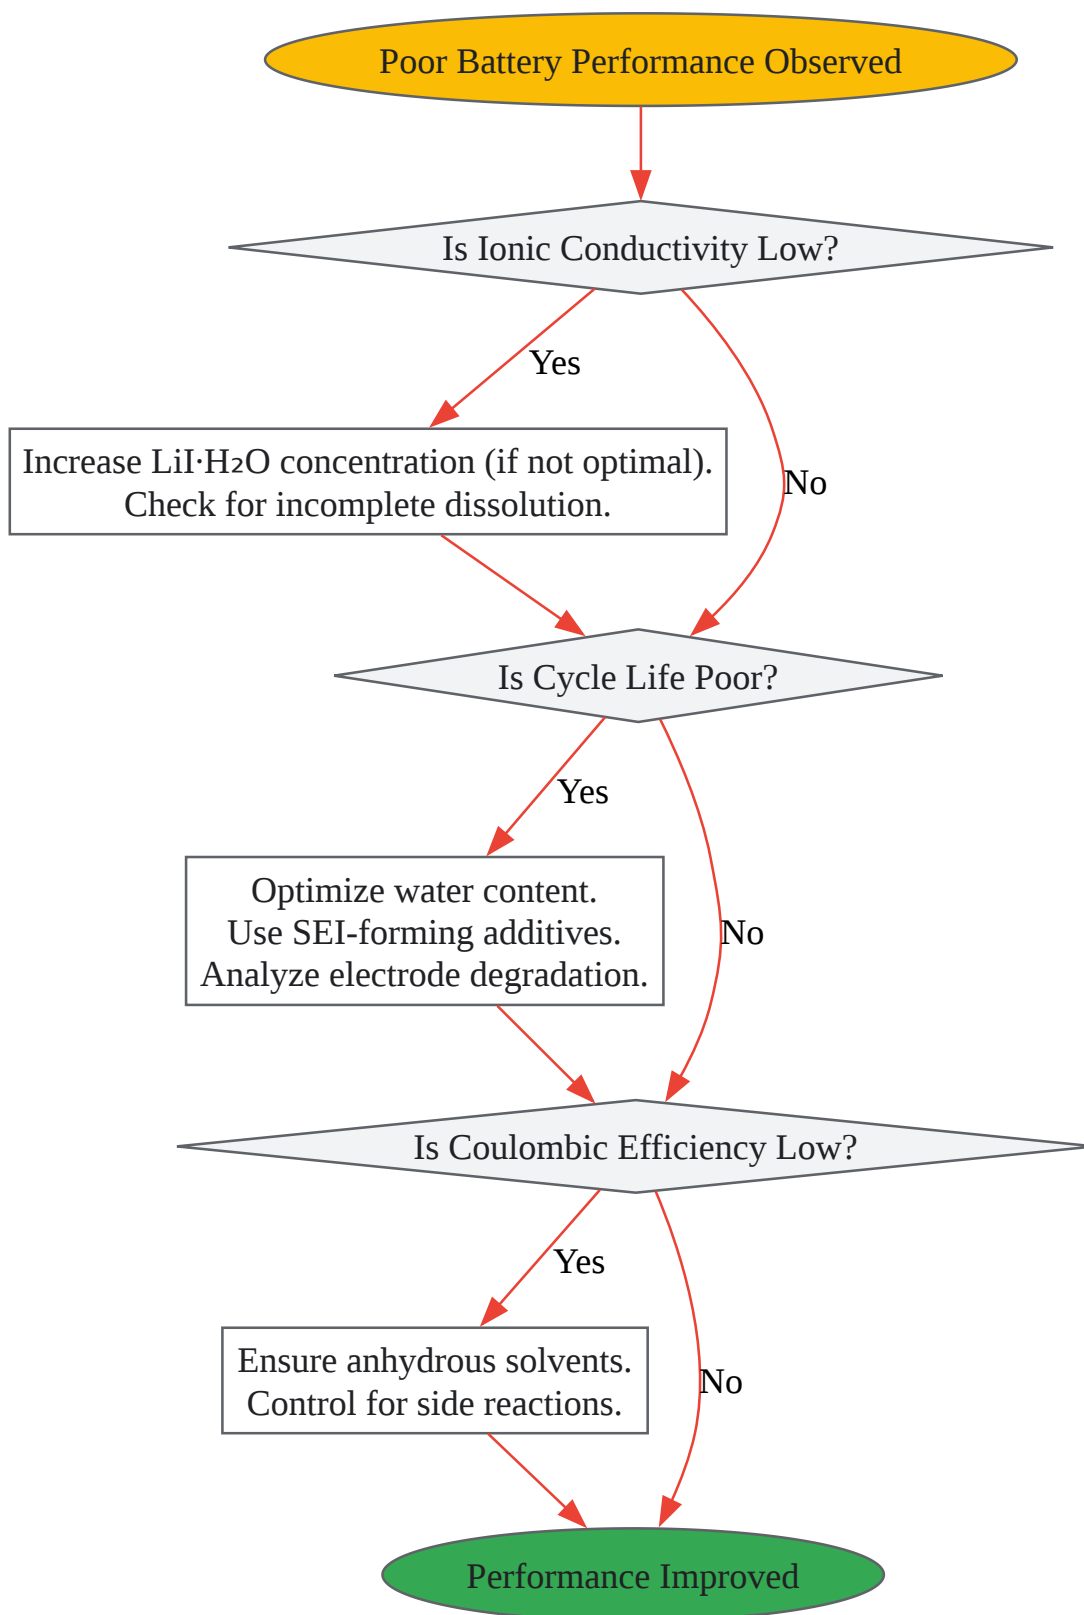 Poor Battery Performance Observed
Is Ionic Conductivity Low?
Yes
Increase LiI·H₂O concentration (if not optimal).
Check for incomplete dissolution.
No
Is Cycle Life Poor?
Yes
Optimize water content.
Use SEI-forming additives.
Analyze electrode degradation.
No
Is Coulombic Efficiency Low?
Yes
Ensure anhydrous solvents.
Control for side reactions.
No
Performance Improved